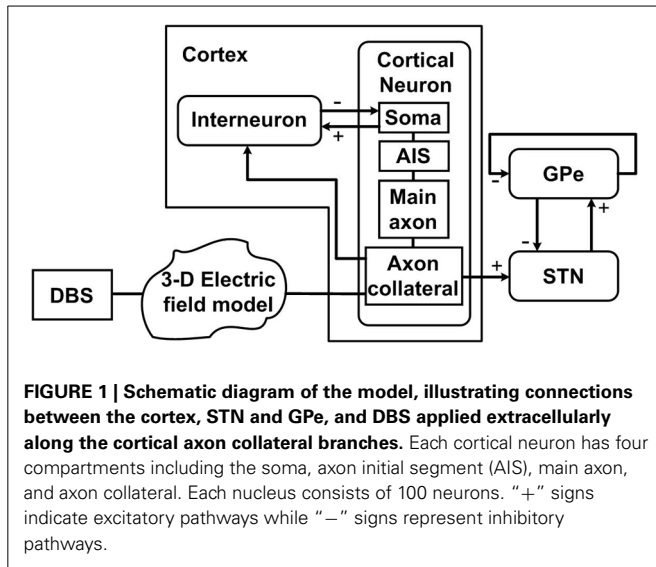 Cortex
Cortical
Neuron
Interneuron
-
+
Soma
AIS
Main
axon
Axon
collateral
GPe
-
-
+
+
STN
DBS
3-D Electric
field model
FIGURE 1 | Schematic diagram of the model, illustrating connections
between the cortex, STN and GPe, and DBS applied extracellularly
along the cortical axon collateral branches. Each cortical neuron has four
compartments including the soma, axon initial segment (AIS), main axon,
and axon collateral. Each nucleus consists of 100 neurons. “+” signs
indicate excitatory pathways while “−” signs represent inhibitory
pathways.